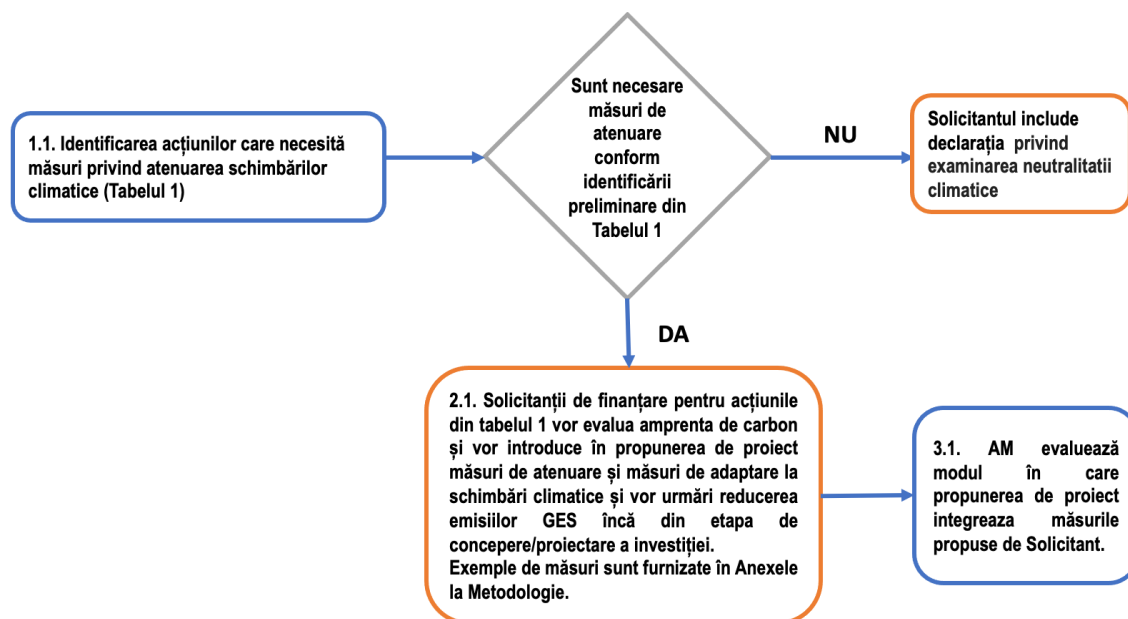 1.1. Identificarea acțiunilor care necesită
măsuri privind atenuarea schimbărilor
climatice (Tabelul 1)
Sunt necesare
măsuri de
atenuare
conform
identificării
preliminare din
Tabelul 1
NU
Solicitantul include
declarația privind
examinarea neutralitatii
climatice
DA
2.1. Solicitanții de finanțare pentru acțiunile
din tabelul 1 vor evalua amprenta de carbon
și vor introduce în propunerea de proiect
măsuri de atenuare și măsuri de adaptare la
schimbări climatice și vor urmări reducerea
emisiilor GES încă din etapa de
concepere/proiectare a investiției.
Exemple de măsuri sunt furnizate în Anexele
la Metodologie.
3.1. AM evaluează
modul în care
propunerea de proiect
integreaza măsurile
propuse de Solicitant.